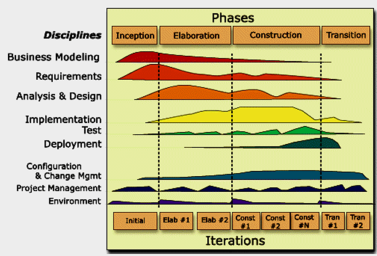 Phases
Disciplines
Inception Elaboration Construction Transition
Business Modeling
Requirements
Analysis & Design
Implementation
Test
Deployment
Configuration
& Change Mgmt
Project Management
Environment
Initial Elab #1 Elab #2 Const #1 Const #2 Const #N Tran #1 Tran #2
Iterations